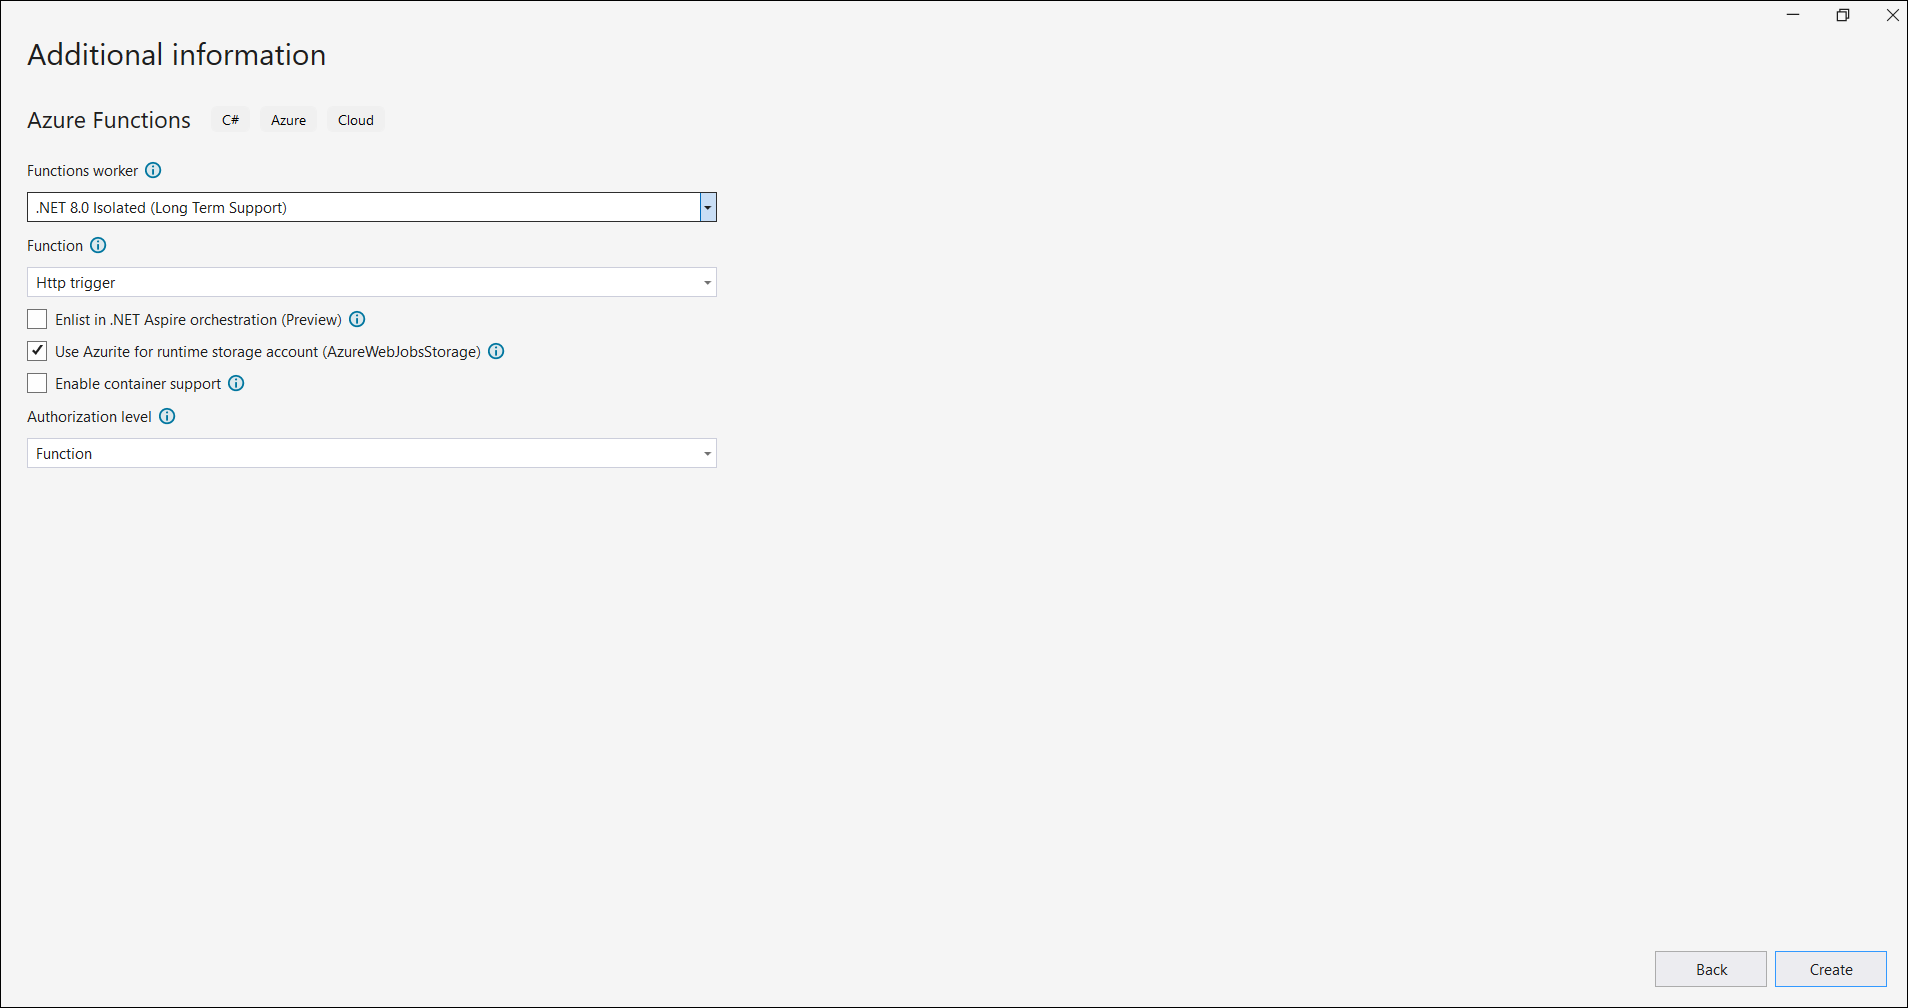 Additional information
Azure Functions C# Azure Cloud
Functions worker
.NET 8.0 Isolated (Long Term Support)
Function
Http trigger
Enlist in .NET Aspire orchestration (Preview)
Use Azurite for runtime storage account (AzureWebJobsStorage)
Enable container support
Authorization level
Function
Back Create